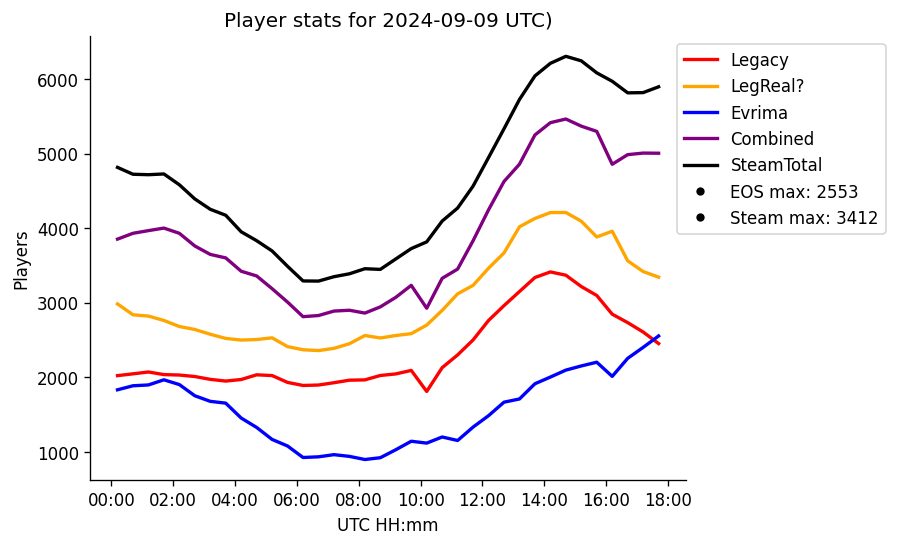 Player stats for 2024-09-09 UTC)
Players
6000
5000
4000
3000
2000
1000
00:00 02:00 04:00 06:00 08:00 10:00 12:00 14:00 16:00 18:00
UTC HH:mm
Legacy
LegReal?
Evrima
Combined
SteamTotal
EOS max: 2553
Steam max: 3412